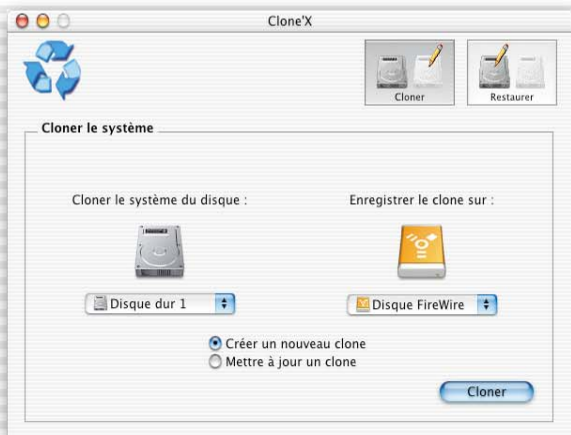 Clone'X
Cloner
Restaurer
Cloner le système
Cloner le système du disque :
Enregistrer le clone sur :
Disque dur 1
Disque FireWire
Créer un nouveau clone
Mettre à jour un clone
Cloner